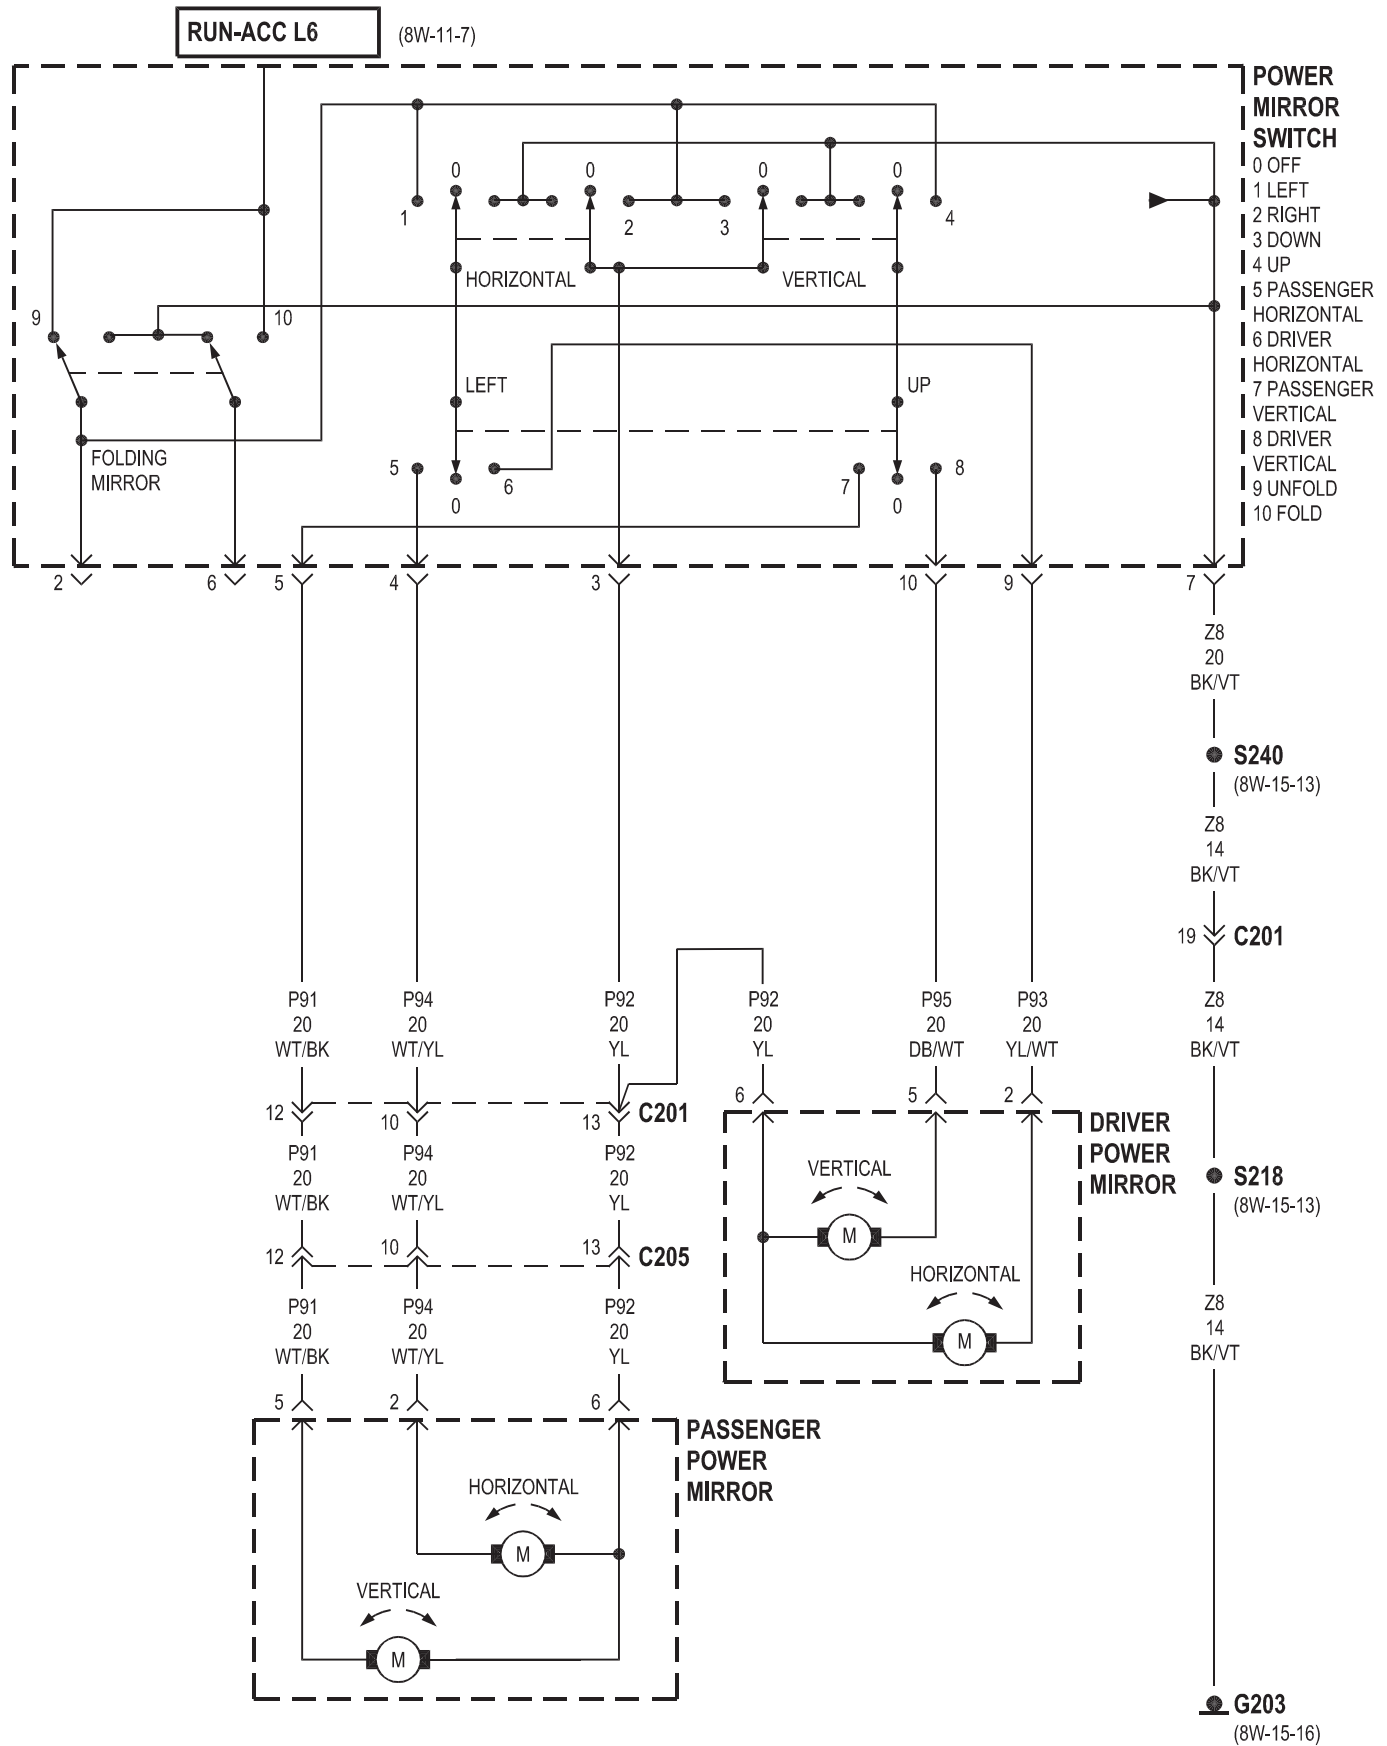 RUN-ACC L6
(8W-11-7)
POWER
MIRROR
SWITCH
0 OFF
1 LEFT
2 RIGHT
3 DOWN
4 UP
5 PASSENGER
HORIZONTAL
6 DRIVER
HORIZONTAL
7 PASSENGER
VERTICAL
8 DRIVER
VERTICAL
9 UNFOLD
10 FOLD
0 0 0 0
1 2 3 4
HORIZONTAL VERTICAL
9 10
LEFT UP
FOLDING
MIRROR
5 6 7 8
0 0
2 6 5 4 3 10 9 7
Z8
20
BK/VT
S240
(8W-15-13)
Z8
14
BK/VT
19 C201
P91 P94 P92 P92 P95 P93 Z8
20 20 20 20 20 20 14
WT/BK WT/YL YL YL DB/WT YL/WT BK/VT
12 10 13 C201
6 5 2
DRIVER
POWER
MIRROR
P91 P94 P92
20 20 20
WT/BK WT/YL YL
VERTICAL
M
HORIZONTAL
M
S218
(8W-15-13)
12 10 13 C205
P91 P94 P92
20 20 20
WT/BK WT/YL YL
Z8
14
BK/VT
5 2 6
PASSENGER
POWER
MIRROR
HORIZONTAL
M
VERTICAL
M
G203
(8W-15-16)